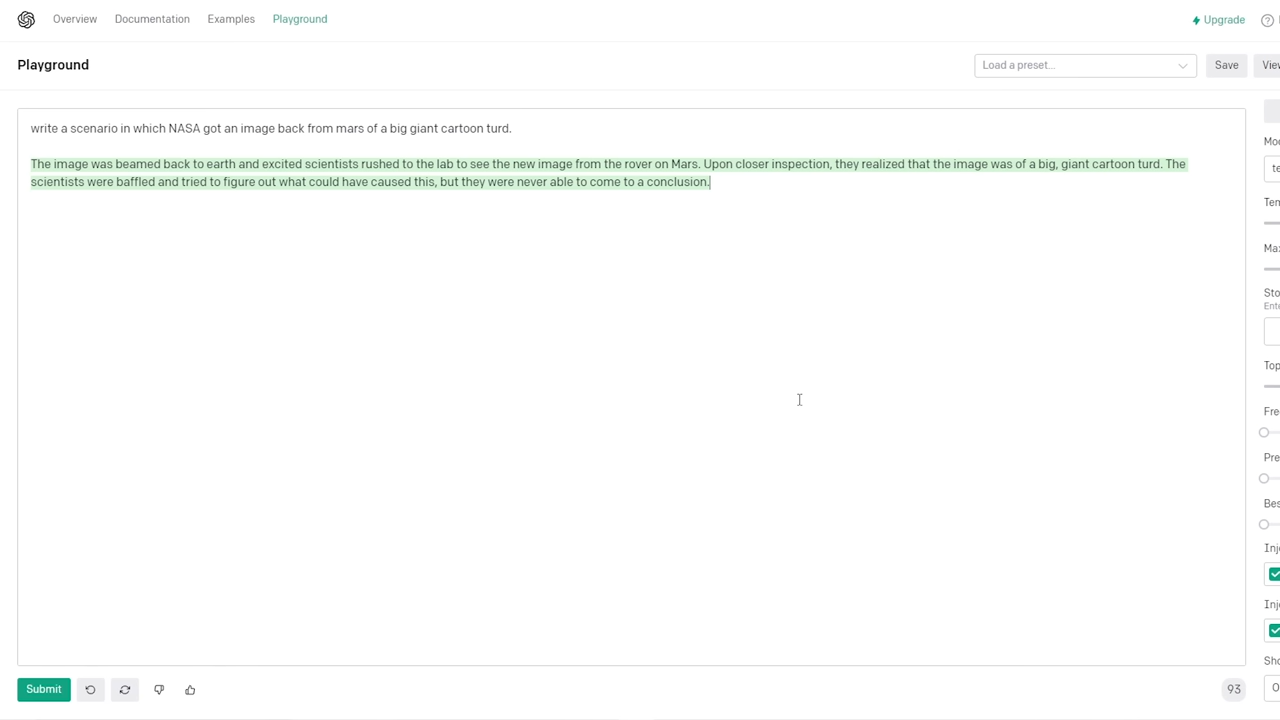 Overview Documentation Examples Playground Upgrade
Playground Load a preset... Save View
write a scenario in which NASA got an image back from mars of a big giant cartoon turd.
The image was beamed back to earth and excited scientists rushed to the lab to see the new image from the rover on Mars. Upon closer inspection, they realized that the image was of a big, giant cartoon turd. The
scientists were baffled and tried to figure out what could have caused this, but they were never able to come to a conclusion.
Submit 93